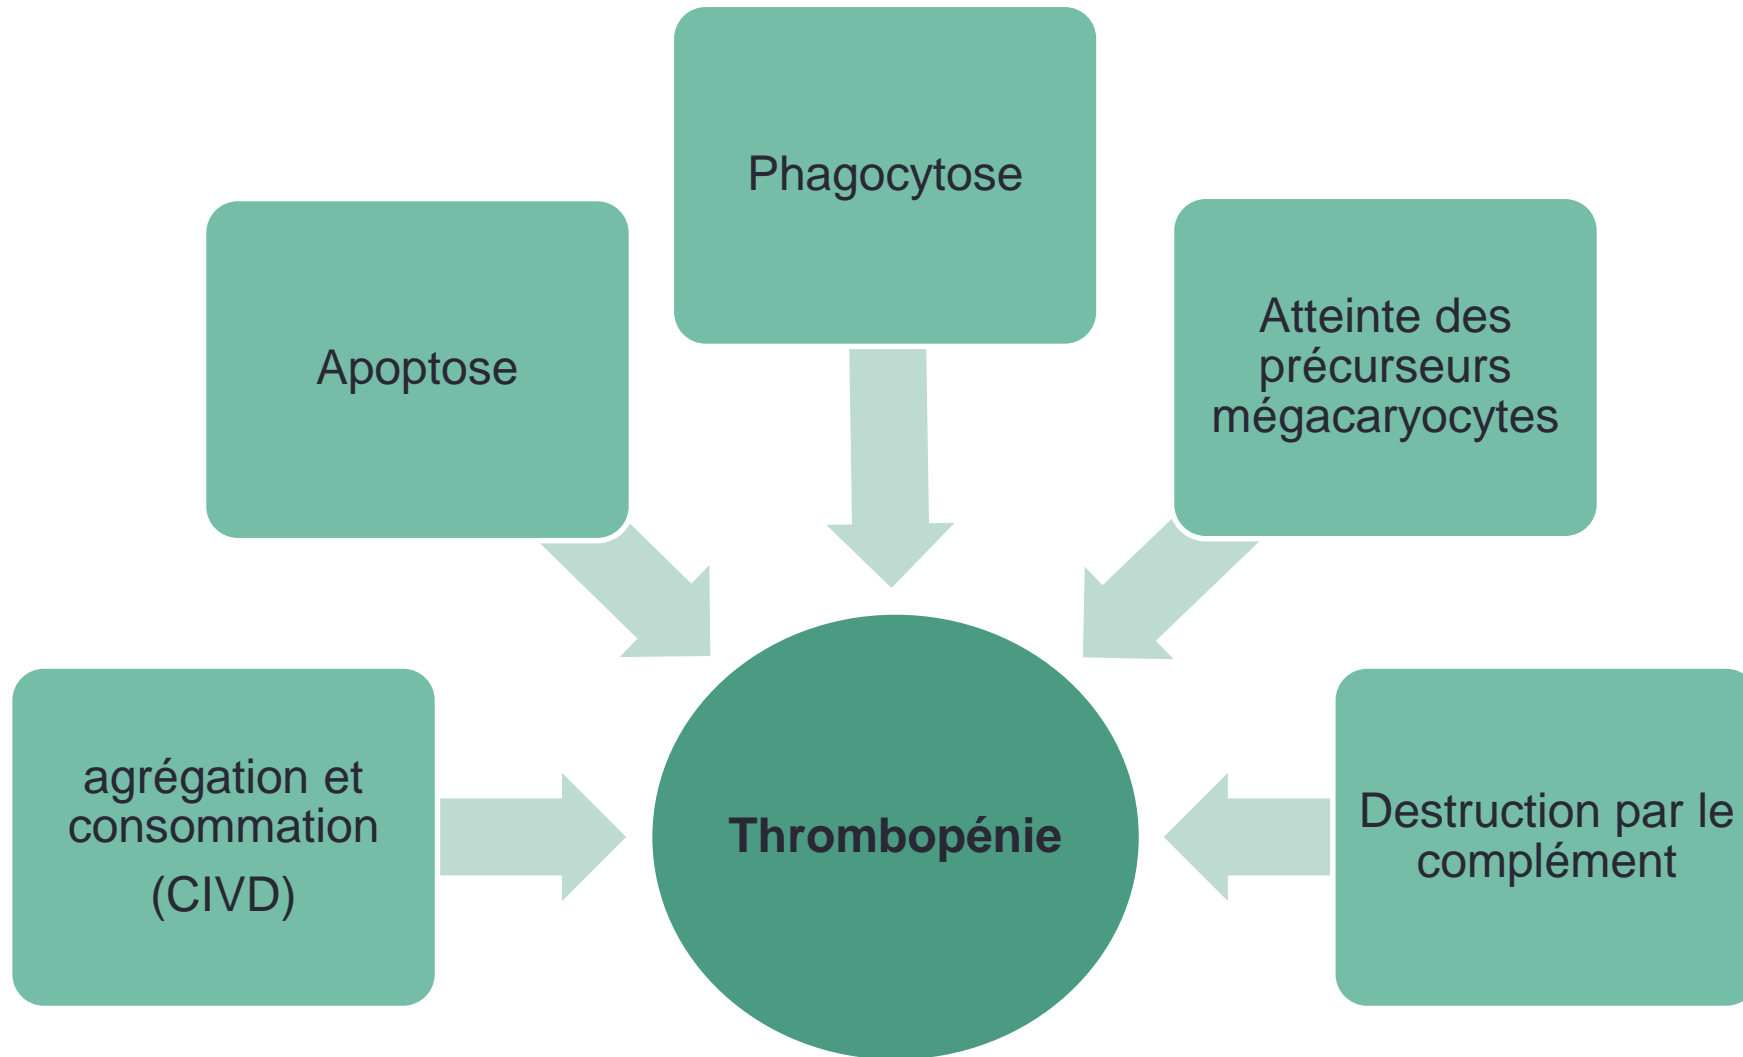 Phagocytose
Apoptose
Atteinte des
précurseurs
mégacaryocytes
agrégation et
consommation
(CIVD)
Thrombopénie
Destruction par le
complément